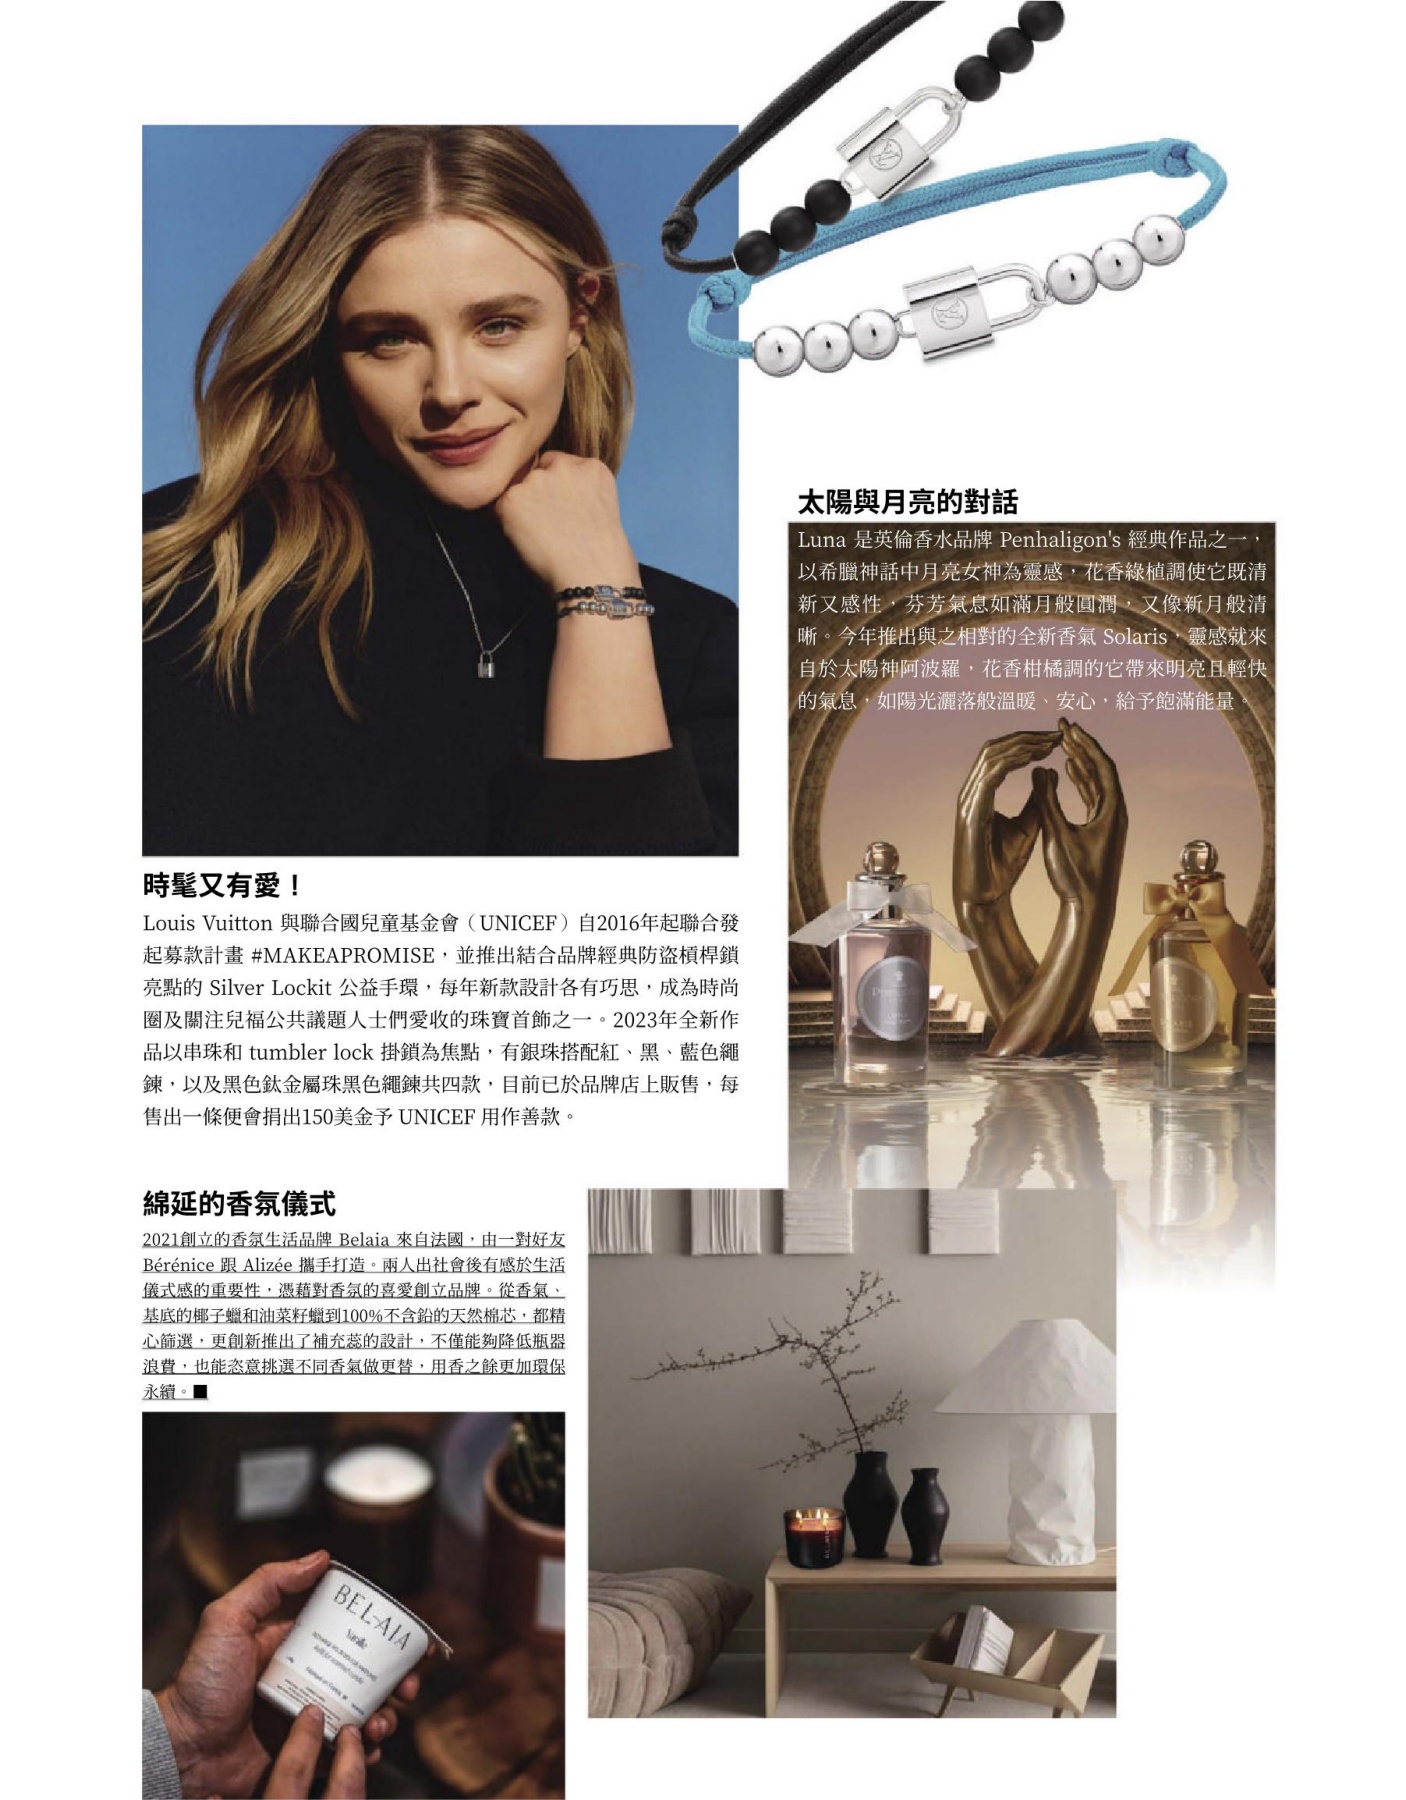 太陽與月亮的對話
Luna 是英倫香水品牌 Penhaligon's 經典作品之一，
以希臘神話中月亮女神為靈感，花香綠植調使它既清
新又感性，芬芳氣息如滿月般圓潤，又像新月般清
晰。今年推出與之相對的全新香氣 Solaris，靈感就來
自於太陽神阿波羅，花香柑橘調的它帶來明亮且輕快
的氣息，如陽光灑落般溫暖、安心，給予飽滿能量。
時髦又有愛！
Louis Vuitton 與聯合國兒童基金會（UNICEF）自2016年起聯合發
起募款計畫 #MAKEAPROMISE，並推出結合品牌經典防盜槓桿鎖
亮點的 Silver Lockit 公益手環，每年新款設計各有巧思，成為時尚
圈及關注兒福公共議題人士們愛收的珠寶首飾之一。2023年全新作
品以串珠和 tumbler lock 掛鎖為焦點，有銀珠搭配紅、黑、藍色繩
鍊，以及黑色鈦金屬珠黑色繩鍊共四款，目前已於品牌店上販售，每
售出一條便會捐出150美金予 UNICEF 用作善款。
綿延的香氛儀式
2021創立的香氛生活品牌 Belaia 來自法國，由一對好友
Bérénice 跟 Alizée 攜手打造。兩人出社會後有感於生活
儀式感的重要性，憑藉對香氛的喜愛創立品牌。從香氣、
基底的椰子蠟和油菜籽蠟到100%不含鉛的天然棉芯，都精
心篩選，更創新推出了補充蕊的設計，不僅能夠降低瓶器
浪費，也能恣意挑選不同香氣做更替，用香之餘更加環保
永續。■
BELAIA
Vanille